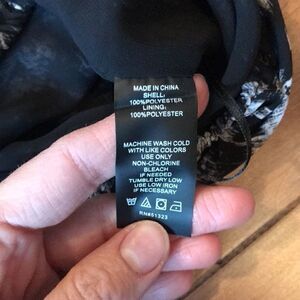 MADE IN CHINA
SHELL:
100%POLYESTER
LINING:
100%POLYESTER
MACHINE WASH COLD
WITH LIKE COLORS
USE ONLY
NON-CHLORINE
BLEACH
IF NEEDED
TUMBLE DRY LOW
USE LOW IRON
IF NECESSARY
RN#51323